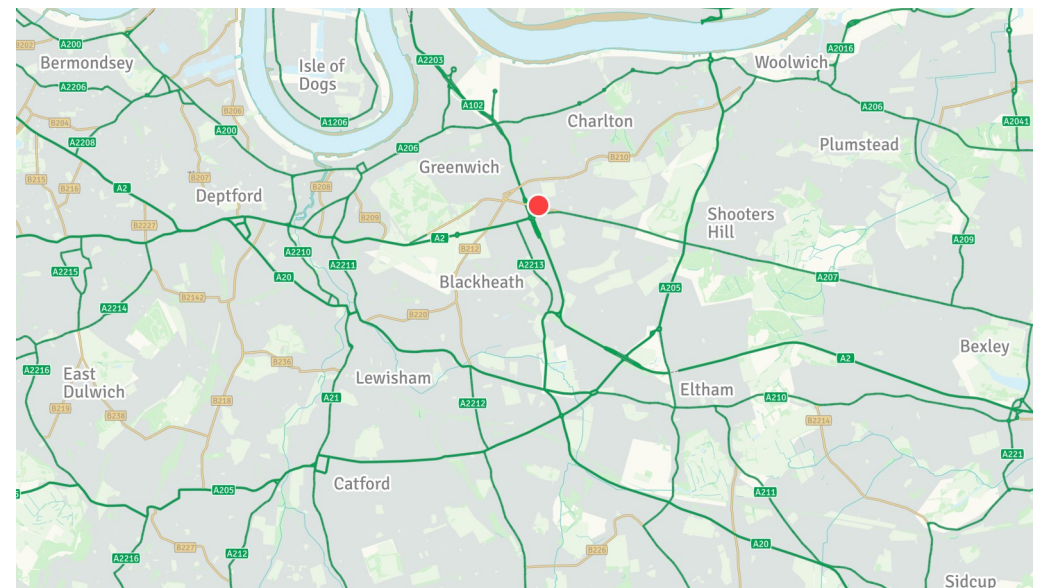 B202
A200
Bermondsey
A2206
B204
A2208
B206
A200
Isle of
Dogs
A1206
A2203
A102
A206
Woolwich
A2016
A206
A2041
Charlton
B210
Plumstead
Greenwich
B215
B216
A2
B207
Deptford
B208
B209
B2227
A2210
A2211
A20
A2
B212
A2213
Blackheath
Shooters
Hill
A209
A207
A205
A2215
A2214
B2142
B220
A2216
East
Dulwich
B236
Lewisham
B218
B219
B238
A21
A2212
Eltham
A210
A2
Bexley
B2214
A221
Catford
A205
A211
B227
A2216
A212
B226
A20
Sidcup